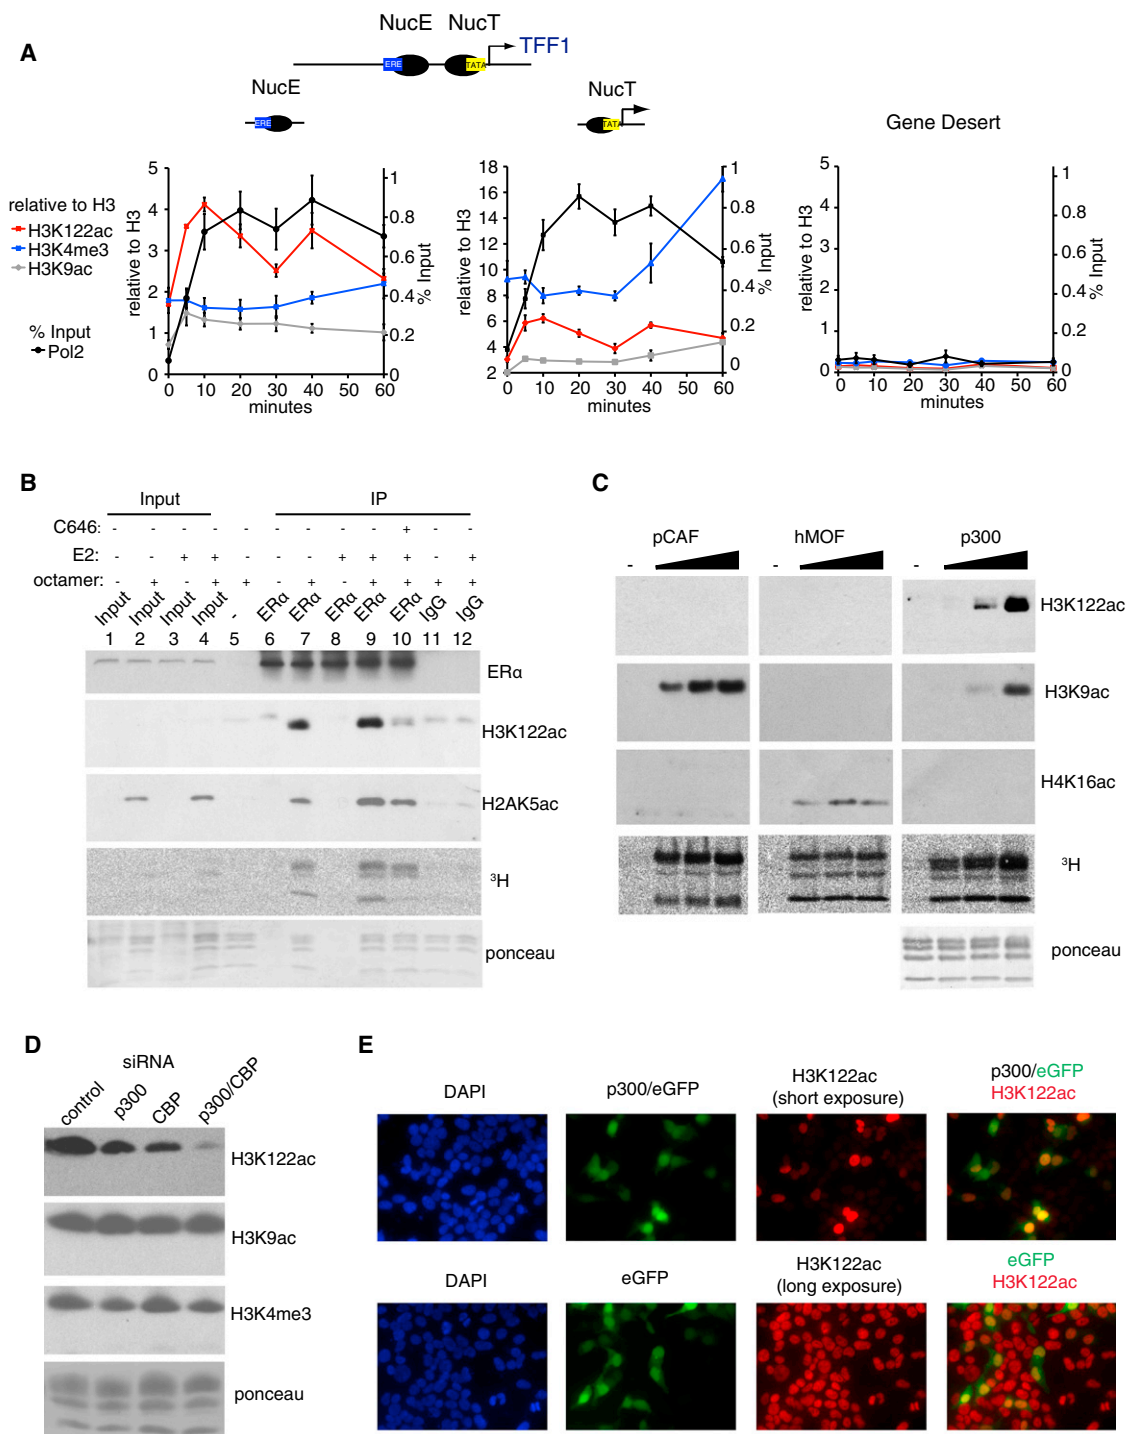 A
NucE NucT
ERE TATA TFF1
NucE
ERE
NucT
TATA
Gene Desert
relative to H3
H3K122ac
H3K4me3
H3K9ac
% Input
Pol2
relative to H3
5
4
3
2
1
0
1
0.8
0.6
0.4
0.2
0
% Input
0 10 20 30 40 60
minutes
relative to H3
18
16
14
12
10
8
6
4
2
1
0.8
0.6
0.4
0.2
0
% Input
0 10 20 30 40 60
minutes
relative to H3
5
4
3
2
1
0
1
0.8
0.6
0.4
0.2
0
% Input
0 10 20 30 40 60
minutes
B
Input IP
C646: - - - - - - - - - + - -
E2: - - + + - - - + + + - +
octamer: - + - + + - + - + + + +
Input Input Input Input - ERα ERα ERα ERα ERα IgG IgG
1 2 3 4 5 6 7 8 9 10 11 12
ERα
H3K122ac
H2AK5ac
³H
ponceau
C
pCAF hMOF p300
- - -
H3K122ac
H3K9ac
H4K16ac
³H
ponceau
D
siRNA
control p300 CBP p300/CBP
H3K122ac
H3K9ac
H3K4me3
ponceau
E
DAPI
p300/eGFP
H3K122ac
(short exposure)
p300/eGFP
H3K122ac
DAPI
eGFP
H3K122ac
(long exposure)
eGFP
H3K122ac